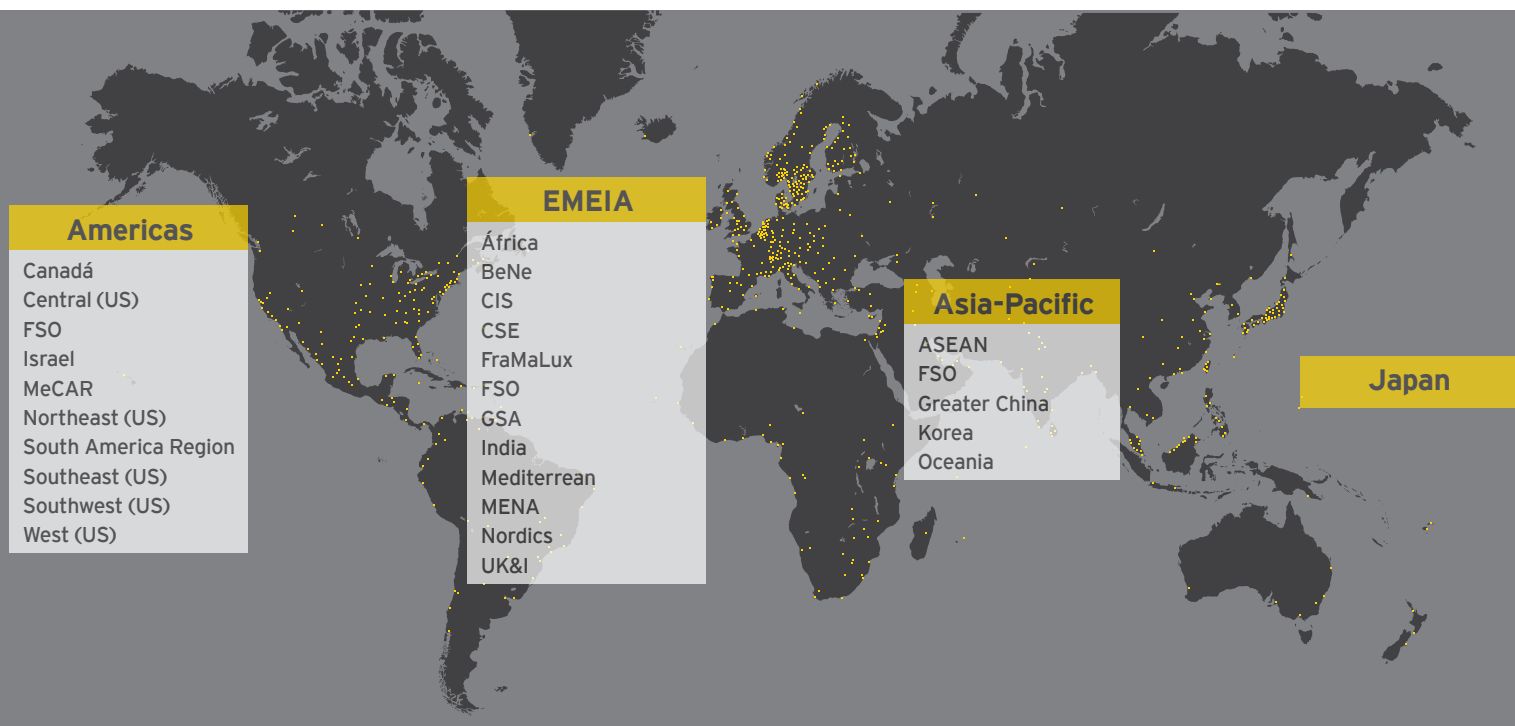 Americas
Canadá
Central (US)
FSO
Israel
MeCAR
Northeast (US)
South America Region
Southeast (US)
Southwest (US)
West (US)
EMEIA
África
BeNe
CIS
CSE
FraMaLux
FSO
GSA
India
Mediterrean
MENA
Nordics
UK&I
Asia-Pacific
ASEAN
FSO
Greater China
Korea
Oceania
Japan